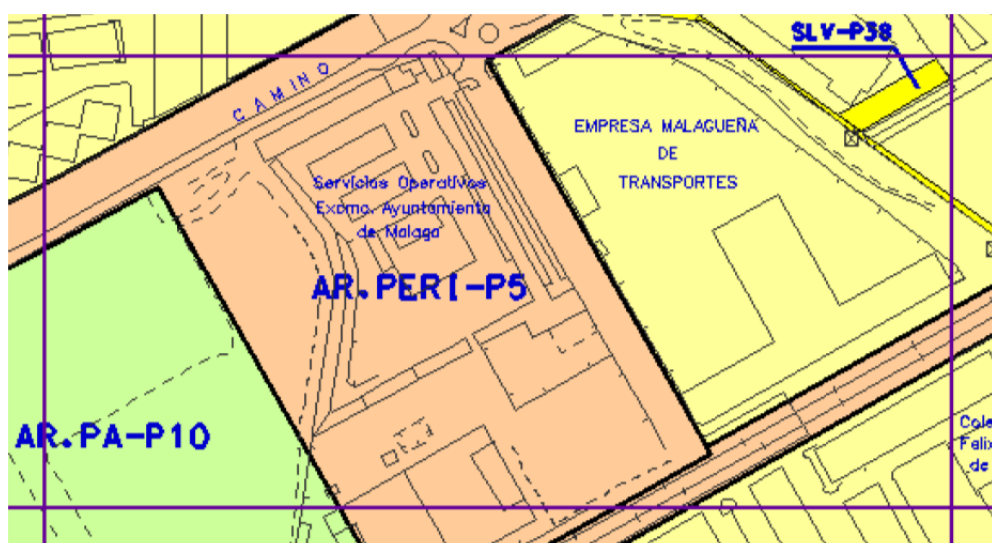 SLV-P38
CAMINO
EMPRESA MALAGUEÑA
DE
TRANSPORTES
Servicios Operativos
Excmo. Ayuntamiento
de Malaga
AR.PERI-P5
AR.PA-P10
Cole
Felix
de